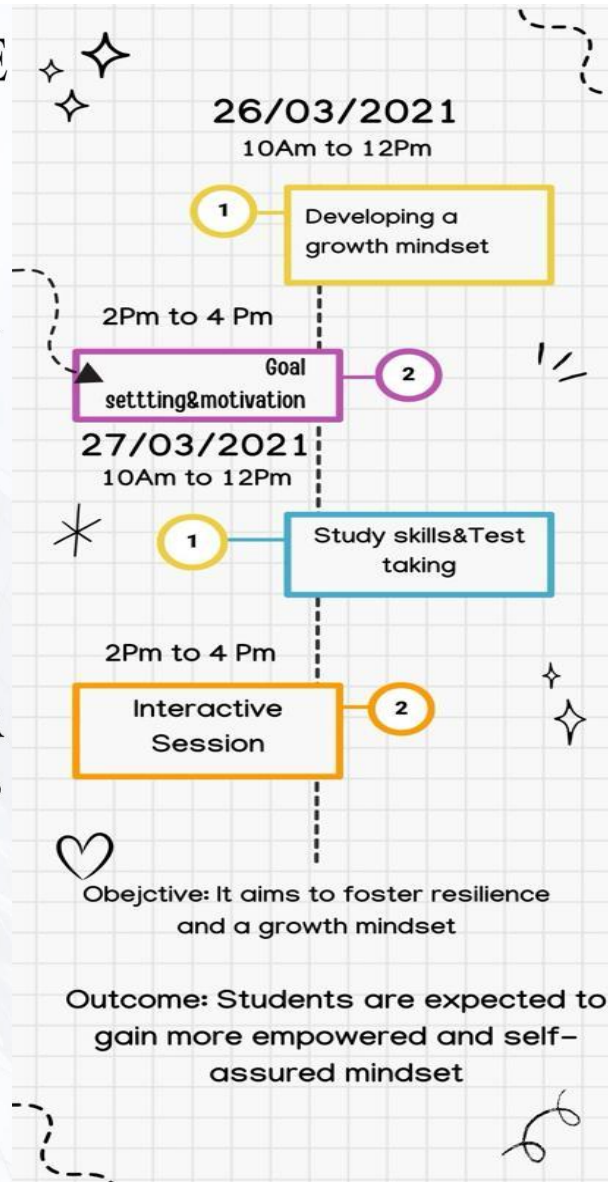 26/03/2021
10Am to 12Pm
1
Developing a
growth mindset
2Pm to 4 Pm
Goal
settting&motivation
2
27/03/2021
10Am to 12Pm
1
Study skills&Test
taking
2Pm to 4 Pm
Interactive
Session
2
Obejctive: It aims to foster resilience
and a growth mindset
Outcome: Students are expected to
gain more empowered and self-
assured mindset